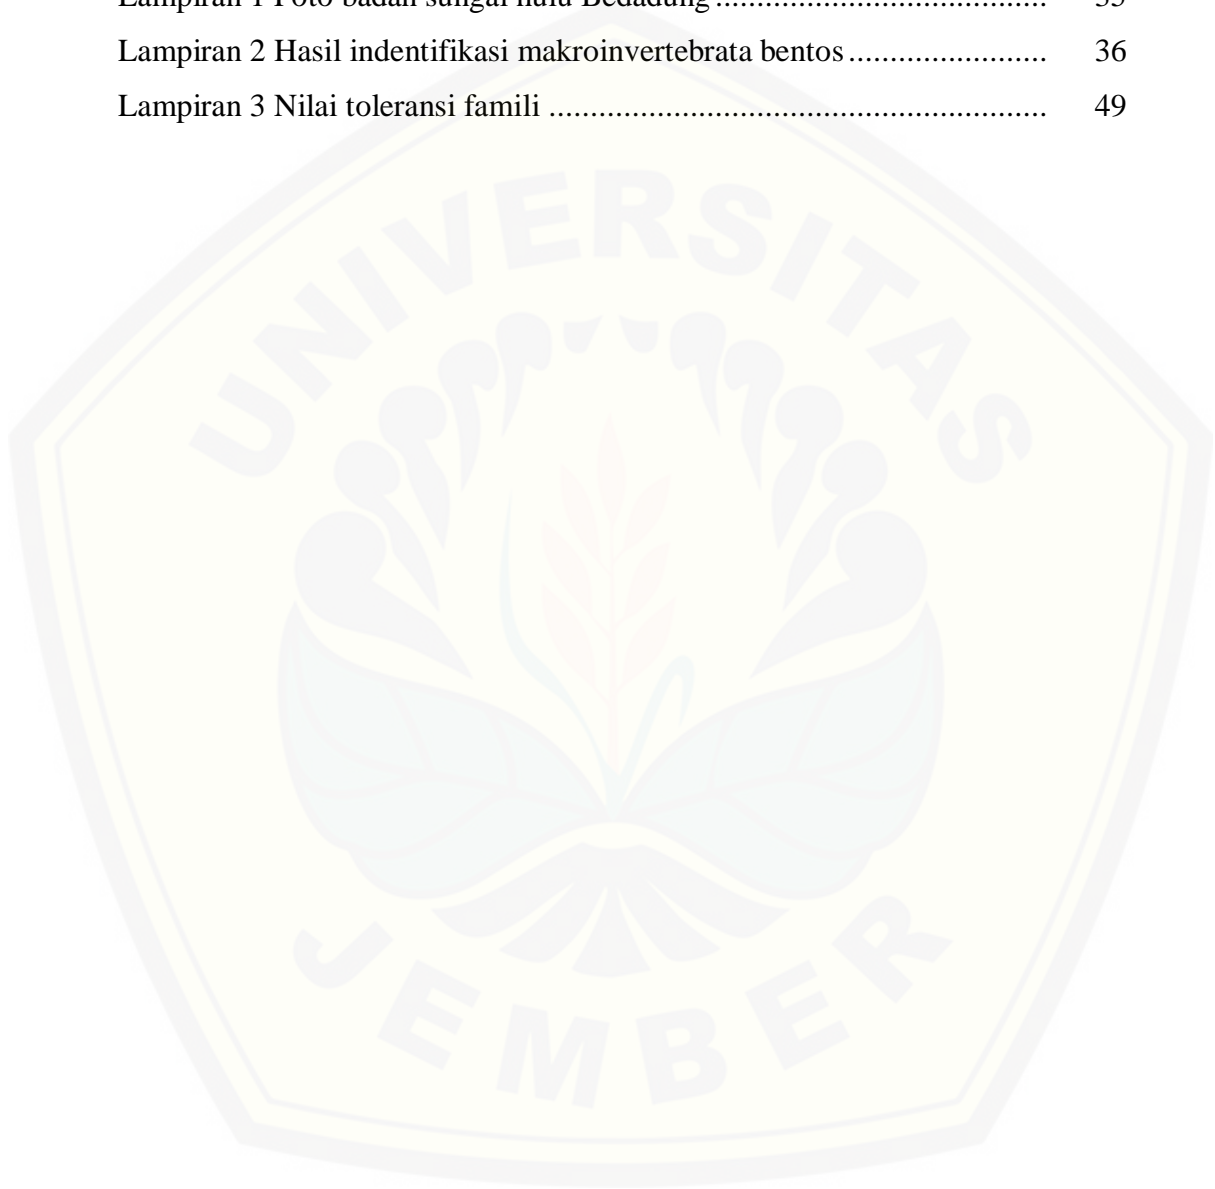 Lampiran 1 Foto badan sungai hulu Bedadung ....................................... 35
Lampiran 2 Hasil indentifikasi makroinvertebrata bentos ........................ 36
Lampiran 3 Nilai toleransi famili ............................................................. 49
UNIVERSITAS
JEMBER